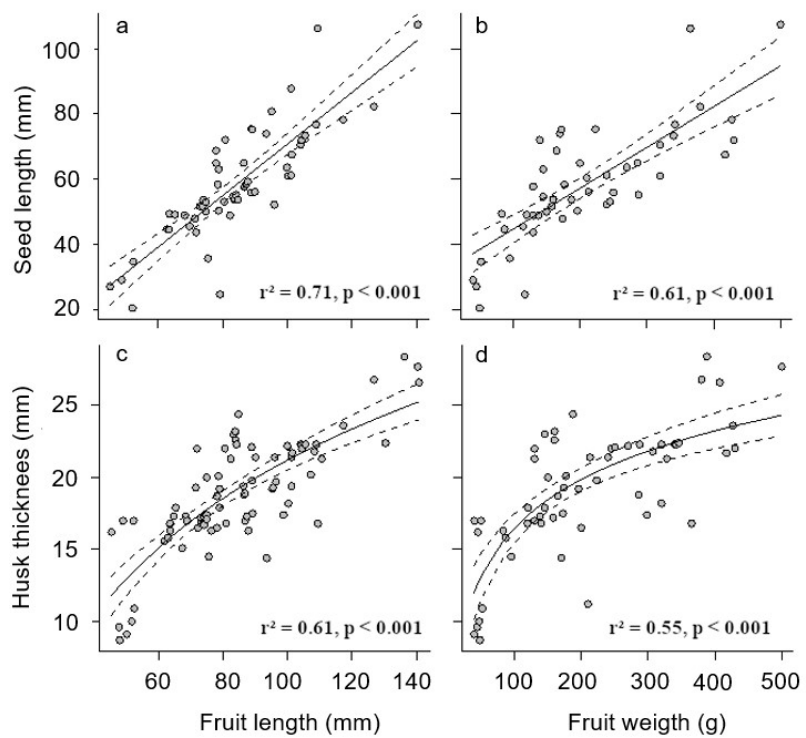 a
b
Seed length (mm)
100
80
60
40
20
r² = 0.71, p < 0.001
r² = 0.61, p < 0.001
c
d
Husk thicknees (mm)
25
20
15
10
r² = 0.61, p < 0.001
r² = 0.55, p < 0.001
60 80 100 120 140
100 200 300 400 500
Fruit length (mm)
Fruit weigth (g)